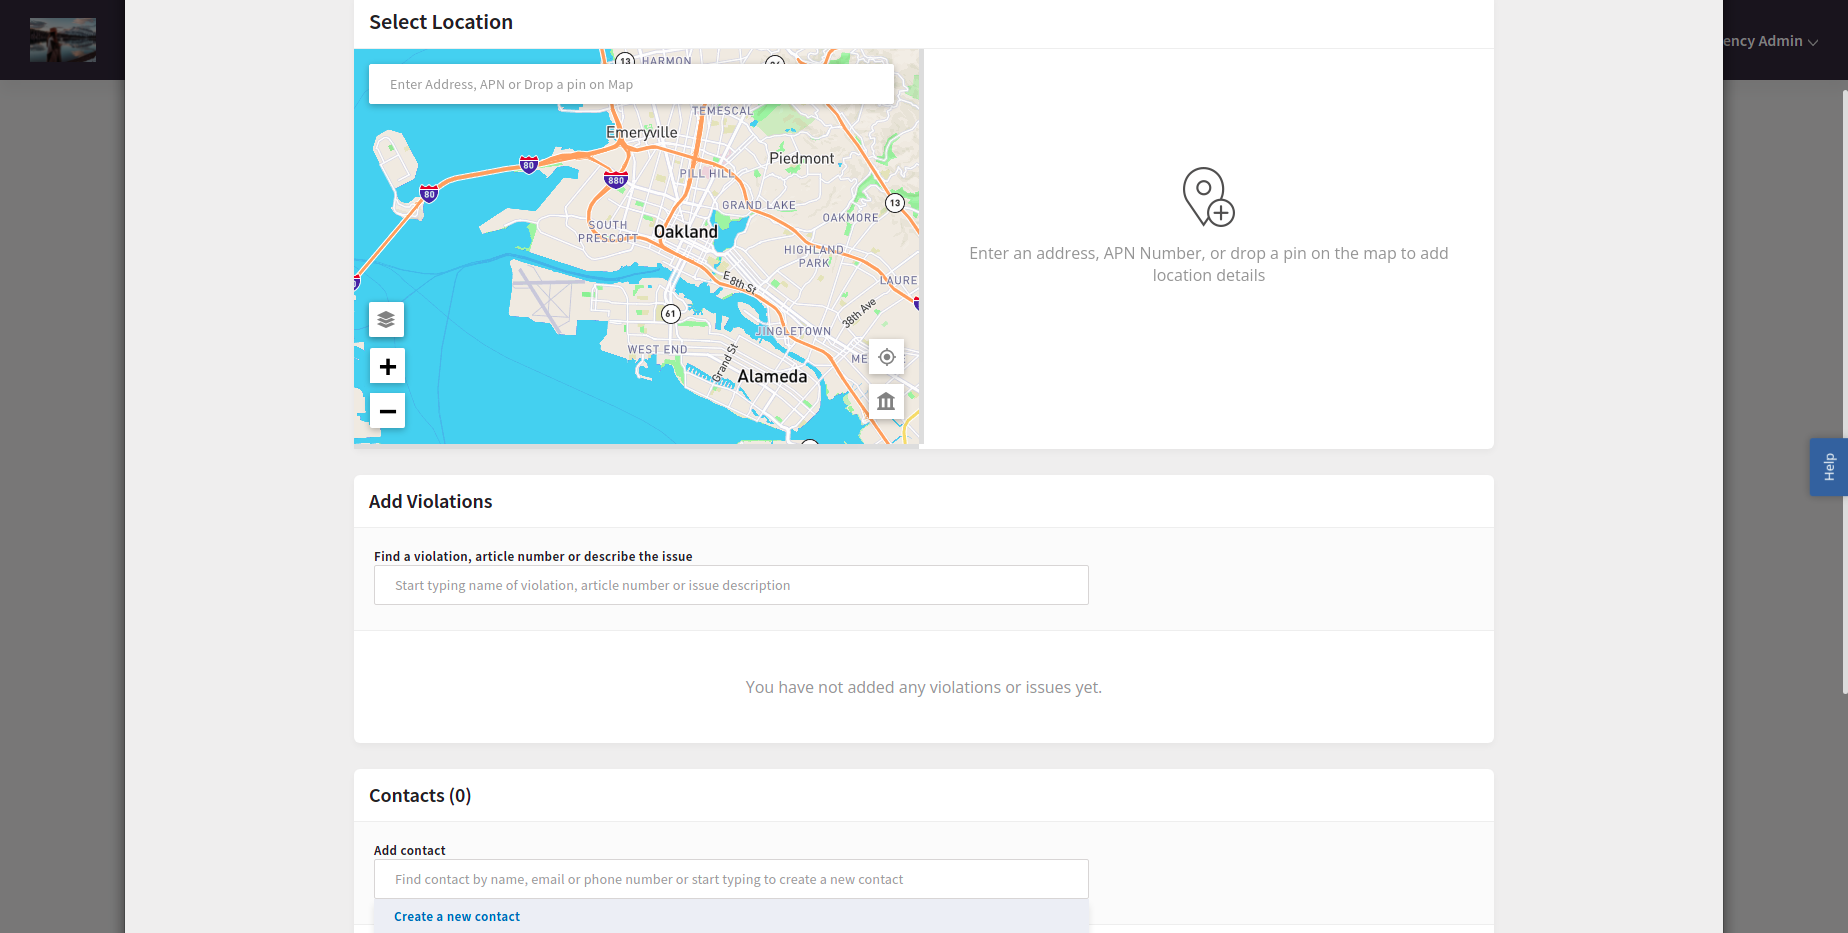 Select Location
ency Admin
13
HARMON
Enter Address, APN or Drop a pin on Map
TEMESCAL
Emeryville
Piedmont
80
PILL HILL
880
80
13
GRAND LAKE
OAKMORE
SOUTH
PRESCOTT
Oakland
HIGHLAND
PARK
Enter an address, APN Number, or drop a pin on the map to add
location details
E 8th St
LAURE
61
38th Ave
JINGLETOWN
WEST END
Grand St
ME
Alameda
Help
Add Violations
Find a violation, article number or describe the issue
Start typing name of violation, article number or issue description
You have not added any violations or issues yet.
Contacts (0)
Add contact
Find contact by name, email or phone number or start typing to create a new contact
Create a new contact